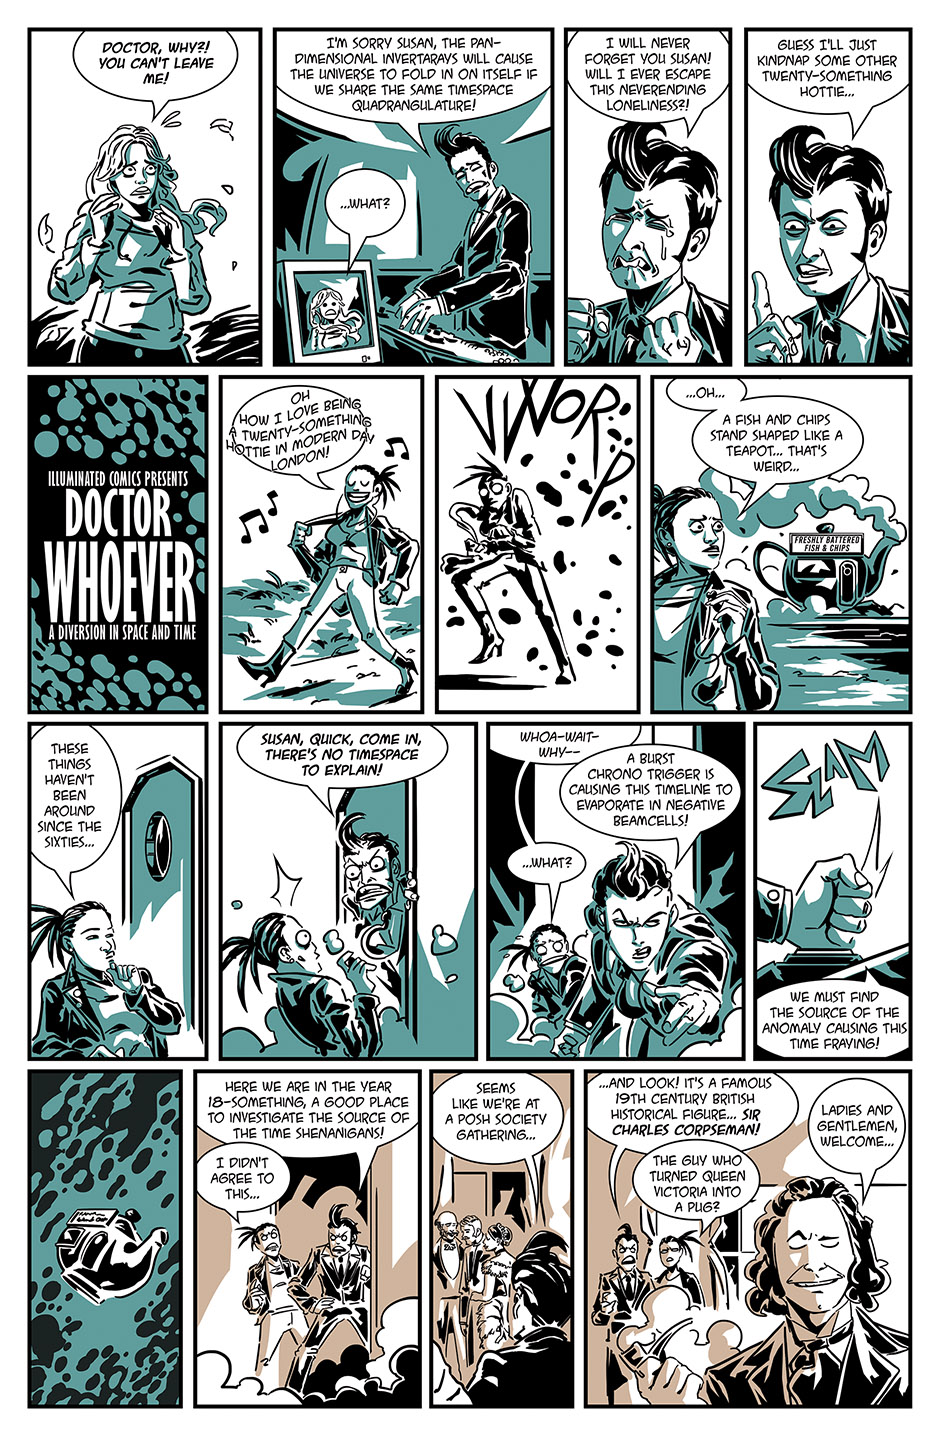 DOCTOR, WHY?!
YOU CAN'T LEAVE
ME!
I'M SORRY SUSAN, THE PAN-
DIMENSIONAL INVERTARAYS WILL CAUSE
THE UNIVERSE TO FOLD IN ON ITSELF IF
WE SHARE THE SAME TIMESPACE
QUADRANGULATURE!
...WHAT?
I WILL NEVER
FORGET YOU SUSAN!
WILL I EVER ESCAPE
THIS NEVERENDING
LONELINESS?!
GUESS I'LL JUST
KINDNAP SOME OTHER
TWENTY-SOMETHING
HOTTIE...
ILLUMINATED COMICS PRESENTS
DOCTOR
WHOEVER
A DIVERSION IN SPACE AND TIME
OH
HOW I LOVE BEING
A TWENTY-SOMETHING
HOTTIE IN MODERN DAY
LONDON!
VWORP
...OH...
A FISH AND CHIPS
STAND SHAPED LIKE A
TEAPOT... THAT'S
WEIRD...
FRESHLY BATTERED
FISH & CHIPS
THESE
THINGS
HAVEN'T
BEEN
AROUND
SINCE THE
SIXTIES...
SUSAN, QUICK, COME IN,
THERE'S NO TIMESPACE
TO EXPLAIN!
WHOA-WAIT-
WHY--
A BURST
CHRONO TRIGGER IS
CAUSING THIS TIMELINE TO
EVAPORATE IN NEGATIVE
BEAMCELLS!
...WHAT?
SLAM
WE MUST FIND
THE SOURCE OF THE
ANOMALY CAUSING THIS
TIME FRAYING!
HERE WE ARE IN THE YEAR
18-SOMETHING, A GOOD PLACE
TO INVESTIGATE THE SOURCE OF
THE TIME SHENANIGANS!
I DIDN'T
AGREE TO
THIS...
SEEMS
LIKE WE'RE AT
A POSH SOCIETY
GATHERING...
...AND LOOK! IT'S A FAMOUS
19TH CENTURY BRITISH
HISTORICAL FIGURE... SIR
CHARLES CORPSEMAN!
THE GUY WHO
TURNED QUEEN
VICTORIA INTO
A PUG?
LADIES AND
GENTLEMEN,
WELCOME...